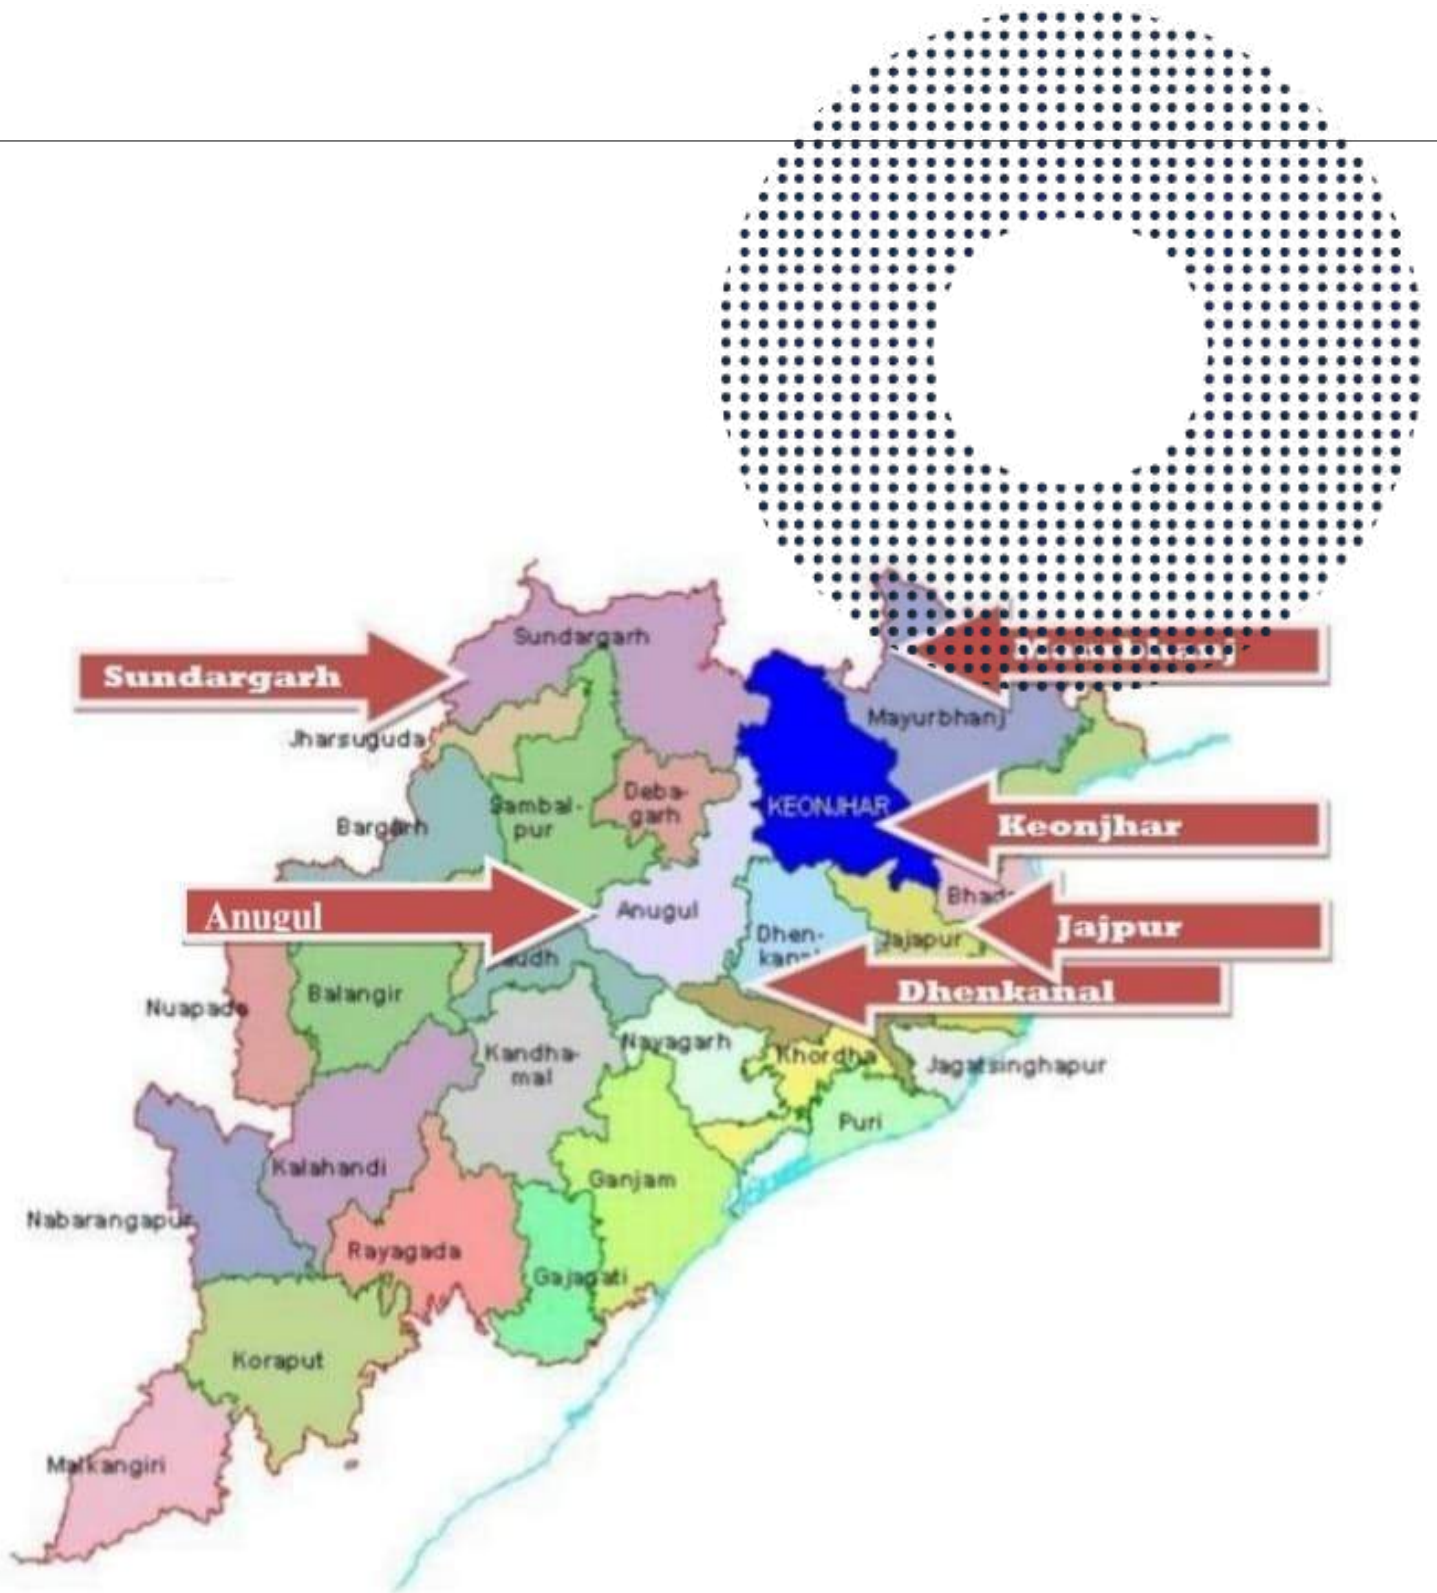 Sundargarh
Sundargarh
Mayurbhanj
Jharsuguda
Deba-
garh
Sambal-
pur
KEONJHAR
Keonjhar
Bargarh
Anugul
Anugul
Dhen-
Jajapur
Jajpur
Balangir
Dhenkanal
Nuapada
Nayagarh
Kandha-
mal
Khordha
Jagatsinghapur
Puri
Kalahandi
Ganjam
Nabarangapur
Rayagada
Gajapati
Koraput
Malkangiri